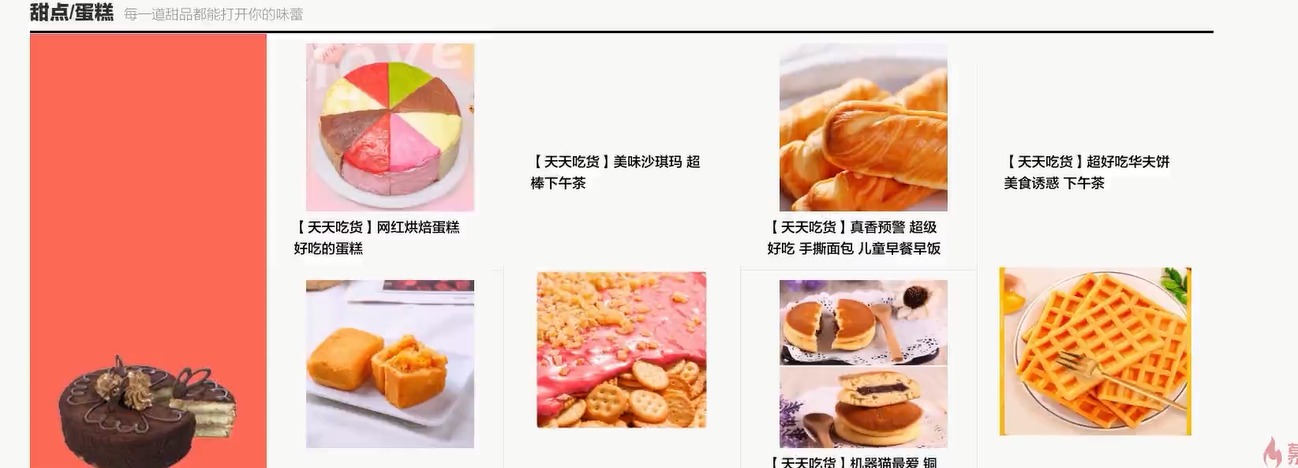 甜点/蛋糕 每一道甜品都能打开你的味蕾
【天天吃货】网红烘焙蛋糕
好吃的蛋糕
【天天吃货】美味沙琪玛 超
棒下午茶
【天天吃货】真香预警 超级
好吃 手撕面包 儿童早餐早饭
【天天吃货】超好吃华夫饼
美食诱惑 下午茶
【天天吃货】机器猫最爱 铜